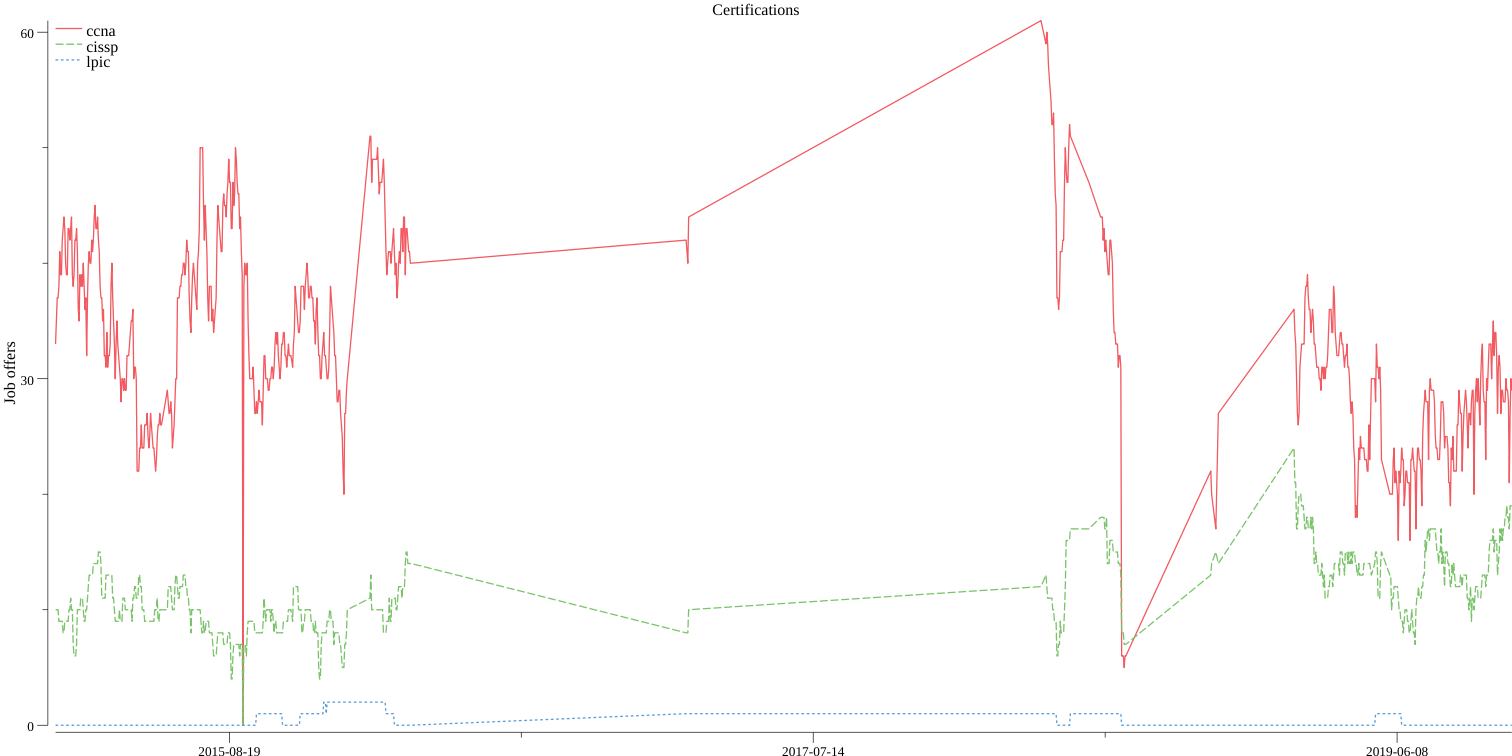 Certifications
60
ccna
cissp
lpic
Job offers
30
0
2015-08-19
2017-07-14
2019-06-08